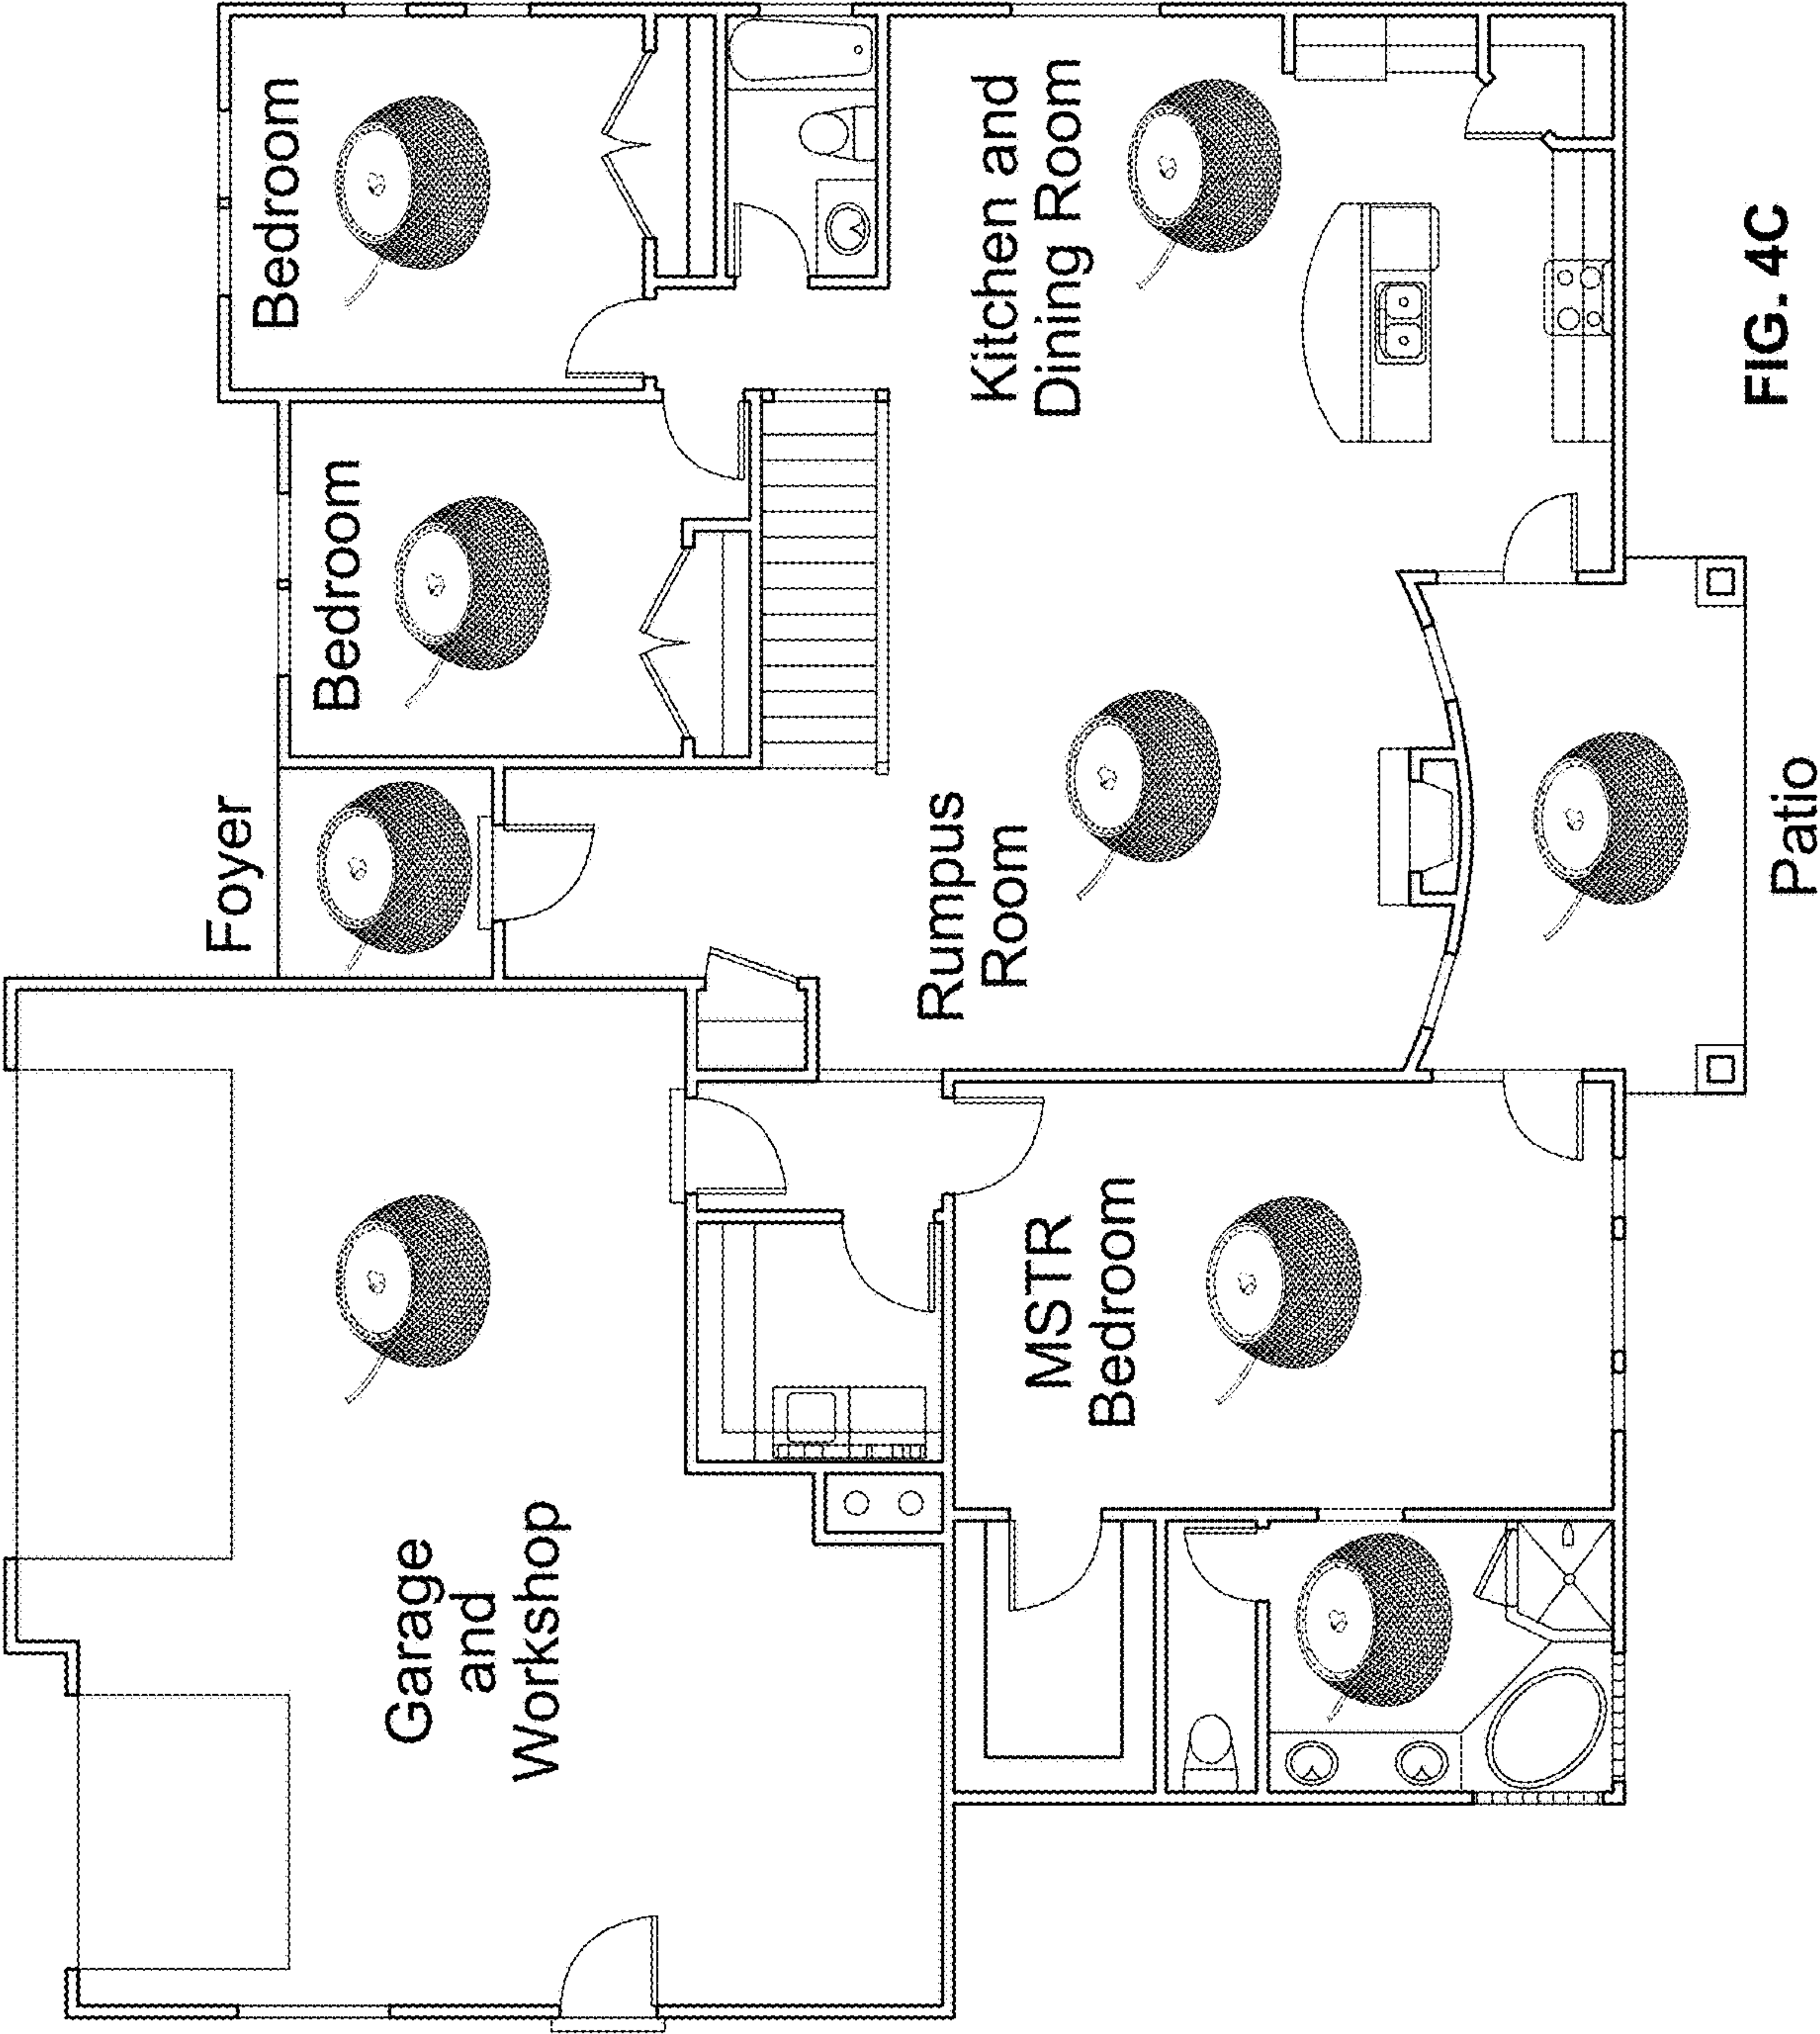 Garage
and
Workshop
Foyer
Bedroom
Bedroom
MSTR
Bedroom
Rumpus
Room
Kitchen and
Dining Room
Patio
FIG. 4C